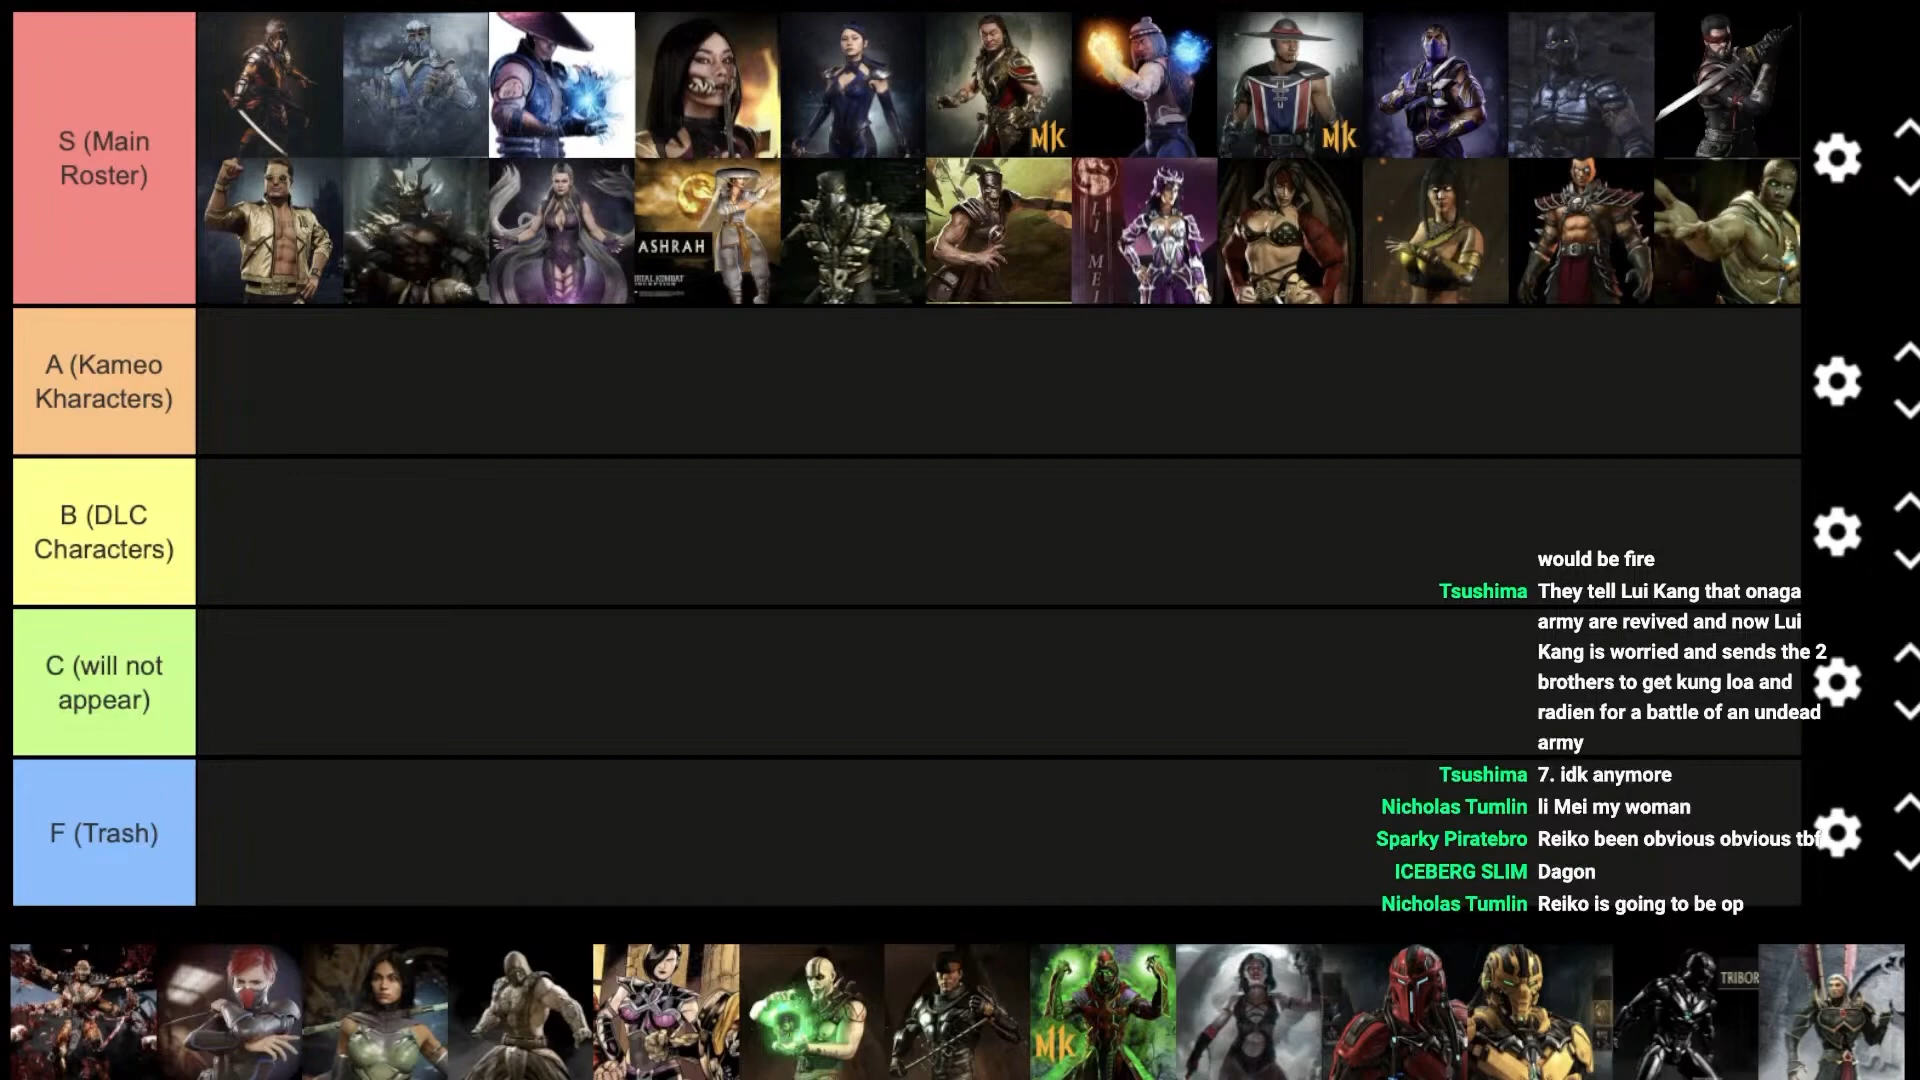 S (Main
Roster)
MK
MK
ASHRAH
LI MEI
A (Kameo
Kharacters)
B (DLC
Characters)
would be fire
Tsushima They tell Lui Kang that onaga
army are revived and now Lui
Kang is worried and sends the 2
brothers to get kung loa and
radien for a battle of an undead
army
C (will not
appear)
Tsushima 7. idk anymore
Nicholas Tumlin li Mei my woman
Sparky Piratebro Reiko been obvious obvious tbf
ICEBERG SLIM Dagon
Nicholas Tumlin Reiko is going to be op
F (Trash)
MK
TRIBOR